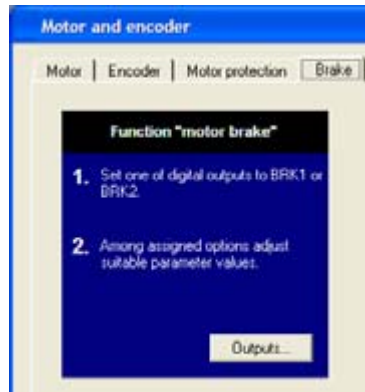 Motor and encoder
Motor | Encoder | Motor protection | Brake
Function "motor brake"
1. Set one of digital outputs to BRK1 or
BRK2.
2. Among assigned options adjust
suitable parameter values.
Outputs...